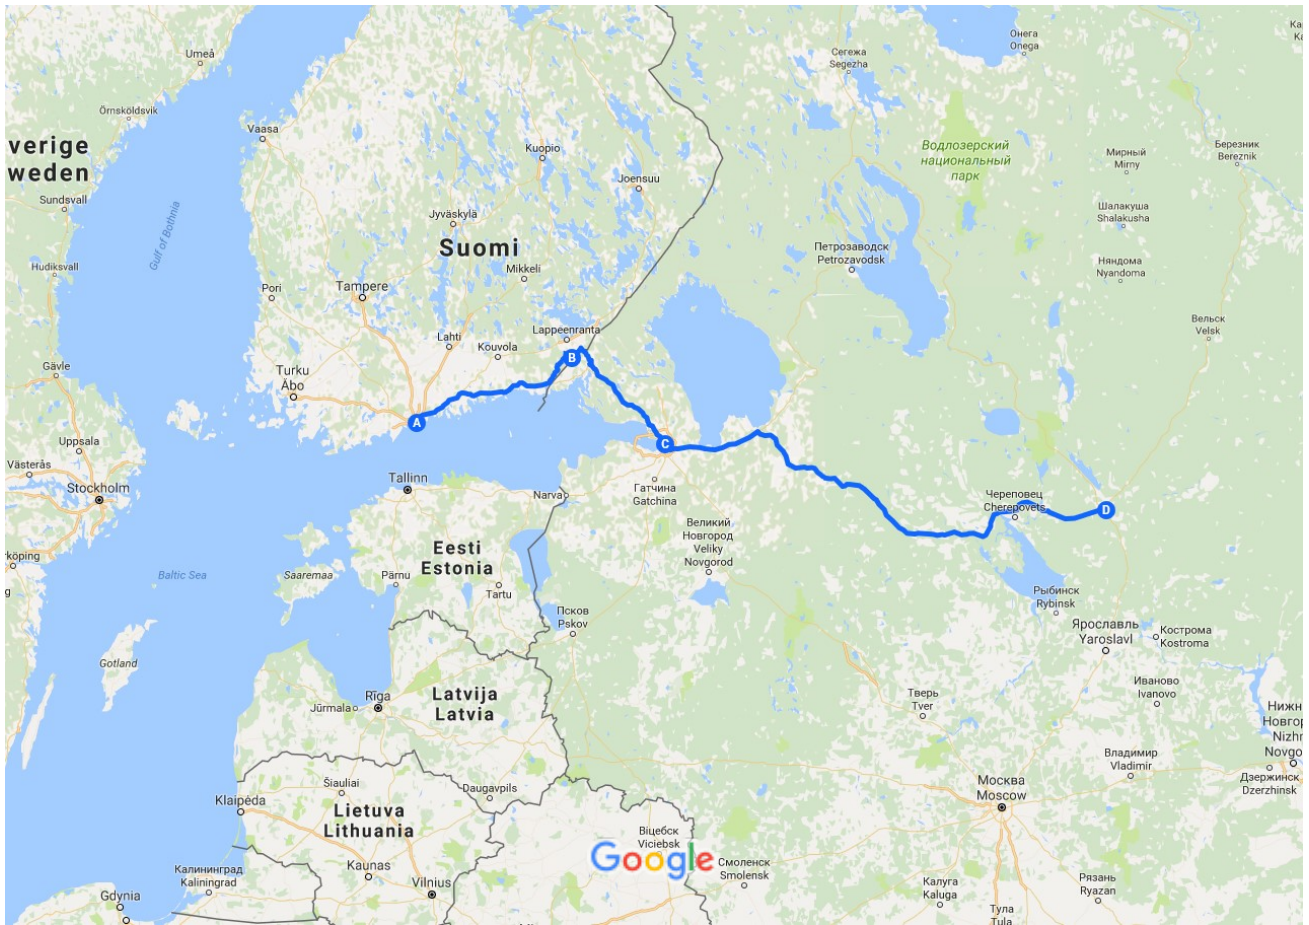 Umeå
Сегежа
Segezha
Онега
Onega
Örnsköldsvik
Vaasa
verige
weden
Sundsvall
Kuopio
Водлозерский
национальный
парк
Мирный
Mirny
Березник
Bereznik
Joensuu
Jyväskylä
Шалакуша
Shalakusha
Gulf of Bothnia
Suomi
Петрозаводск
Petrozavodsk
Hudiksvall
Mikkeli
Няндома
Nyandoma
Pori
Tampere
Вельск
Velsk
Lappeenranta
Lahti
Kouvola
Gävle
Turku
Åbo
A
B
C
D
Uppsala
Västerås
Stockholm
Tallinn
Narva
Гатчина
Gatchina
Череповец
Cherepovets
Великий
Новгород
Veliky
Novgorod
köping
g
Eesti
Estonia
Baltic Sea
Saaremaa
Pärnu
Tartu
Рыбинск
Rybinsk
Псков
Pskov
Ярославль
Yaroslavl
Кострома
Kostroma
Gotland
Иваново
Ivanovo
Rīga
Jūrmala
Latvija
Latvia
Тверь
Tver
Нижн
Новгор
Nizhn
Novgo
Владимир
Vladimir
Дзержинск
Dzerzhinsk
Šiauliai
Daugavpils
Москва
Moscow
Klaipėda
Lietuva
Lithuania
Віцебск
Viciebsk
Google
Смоленск
Smolensk
Калининград
Kaliningrad
Kaunas
Vilnius
Калуга
Kaluga
Рязань
Ryazan
Gdynia
Тула
Tula